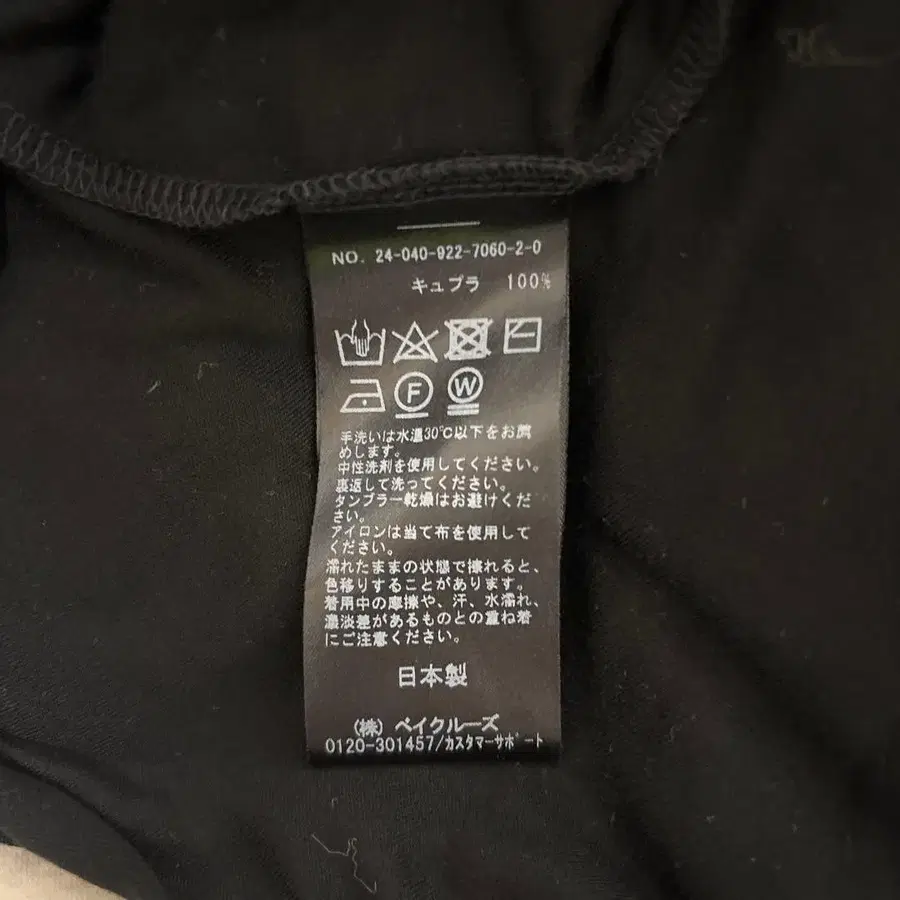 NO. 24-040-922-7060-2-0
キュプラ 100%
F W
手洗いは水温30℃以下をお薦
めします。
中性洗剤を使用してください。
裏返して洗ってください。
タンブラー乾燥はお避けくだ
さい。
アイロンは当て布を使用して
ください。
濡れたままの状態で擦れると、
色移りすることがあります。
着用中の摩擦や、汗、水濡れ、
濃淡差があるものとの重ね着
にご注意ください。
日本製
(株) ベイクルーズ
0120-301457/カスタマーサポート